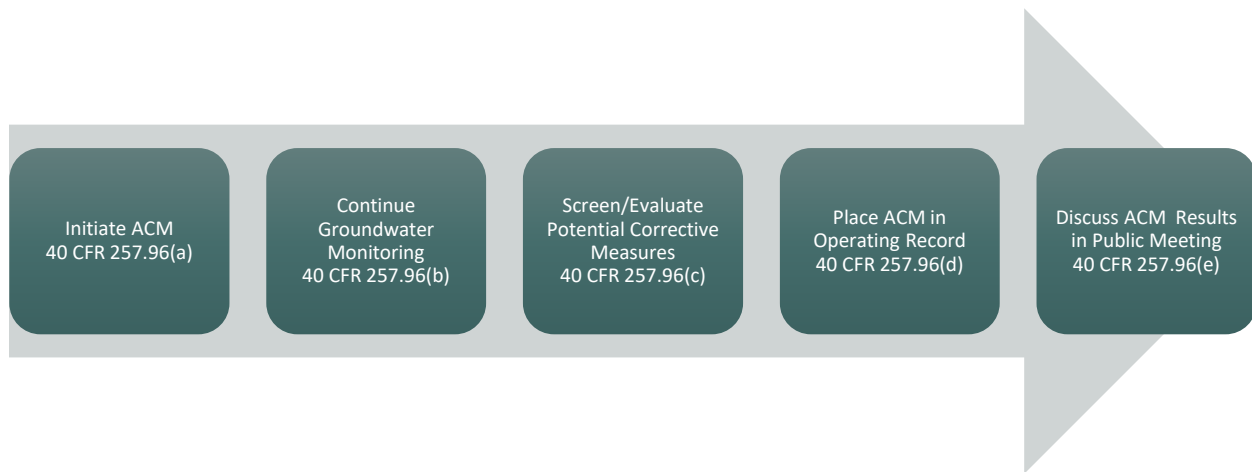 Initiate ACM
40 CFR 257.96(a)
Continue
Groundwater
Monitoring
40 CFR 257.96(b)
Screen/Evaluate
Potential Corrective
Measures
40 CFR 257.96(c)
Place ACM in
Operating Record
40 CFR 257.96(d)
Discuss ACM  Results
in Public Meeting
40 CFR 257.96(e)